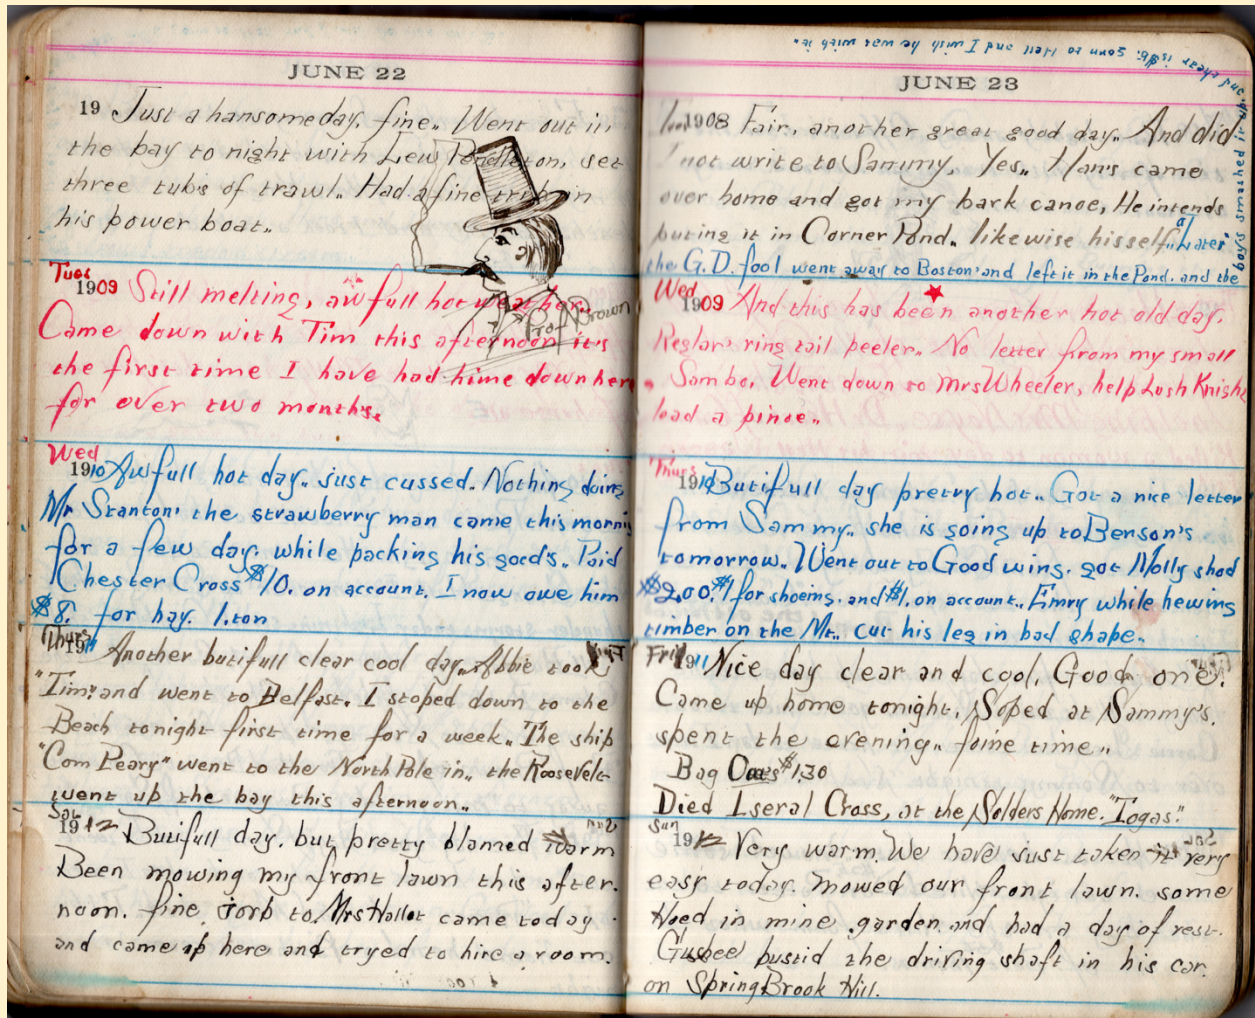 JUNE 22
19 Just a hansome day, fine.. Went out in
the bay to night with Lew Pendleton, set
three tubs of trawl.. Had a fine trip in
his power boat..
Prof Brown
Tues
1909 Still melting, awfull hot weather.
Came down with Tim this afternoon it's
the first time I have had hime down here
for over two months.
Wed
1910 Awfull hot day.. just cussed. Nothing doing
Mr Stanton, the strawberry man came this morning
for a few day. while packing his goods.. Paid
Chester Cross $10. on account. I now owe him
$8. for hay. 1. ton
Thurs
1911 Another butifull clear cool day.. Abbie took
"Tim" and went to Belfast. I stoped down to the
Beach tonight first time for a week.. The ship
"Com Peary" went to the North Pole in.. the Roosevelt
went up the bay this afternoon..
Sat
1912 Butifull day. but pretty blamed warm
Been mowing my front lawn this after.
noon. fine jorb to. Mrs Hallot came today
and came up here and tryed to hire a room.
JUNE 23
1908 Fair, another great good day.. And did
I not write to Sammy, Yes.. Hans came
over home and got my bark canoe, He intends
puting it in Corner Pond.. likewise hisself.. "Later"
the G.D. fool went away to Boston and left it in the Pond. and the
boys smashed it up.
and thear is $6. gorn to Hell and I wish he was with it"
Wed
1909 And this has been another hot old day.
Reglar ring tail peeler.. No letter from my small
Sambo. Went down to Mrs Wheeler, help Lush Knight
load a pinoe..
Thurs
1910 Butifull day pretty hot.. Got a nice letter
from Sammy. she is going up to Benson's
tomorrow.. Went out to Good wins. got Molly shod
$2.00. $1 for shoeing. and $1. on account.. Emry while hewing
timber on the Mt. cut his leg in bad shape..
Frid
1911 Nice day clear and cool. Good one.
Came up home tonight. Soped at Sammy's.
spent the evening.. foine time..
Bag Oats $1.30
Died Iseral Cross, at the Solders Home. "Togas".
Sun
1912 Very warm. We have just taken it very
easy today. mowed our front lawn. some
Hoed in mine garden and had a day of rest.
Gushee bustid the driving shaft in his car.
on Spring Brook Hill.